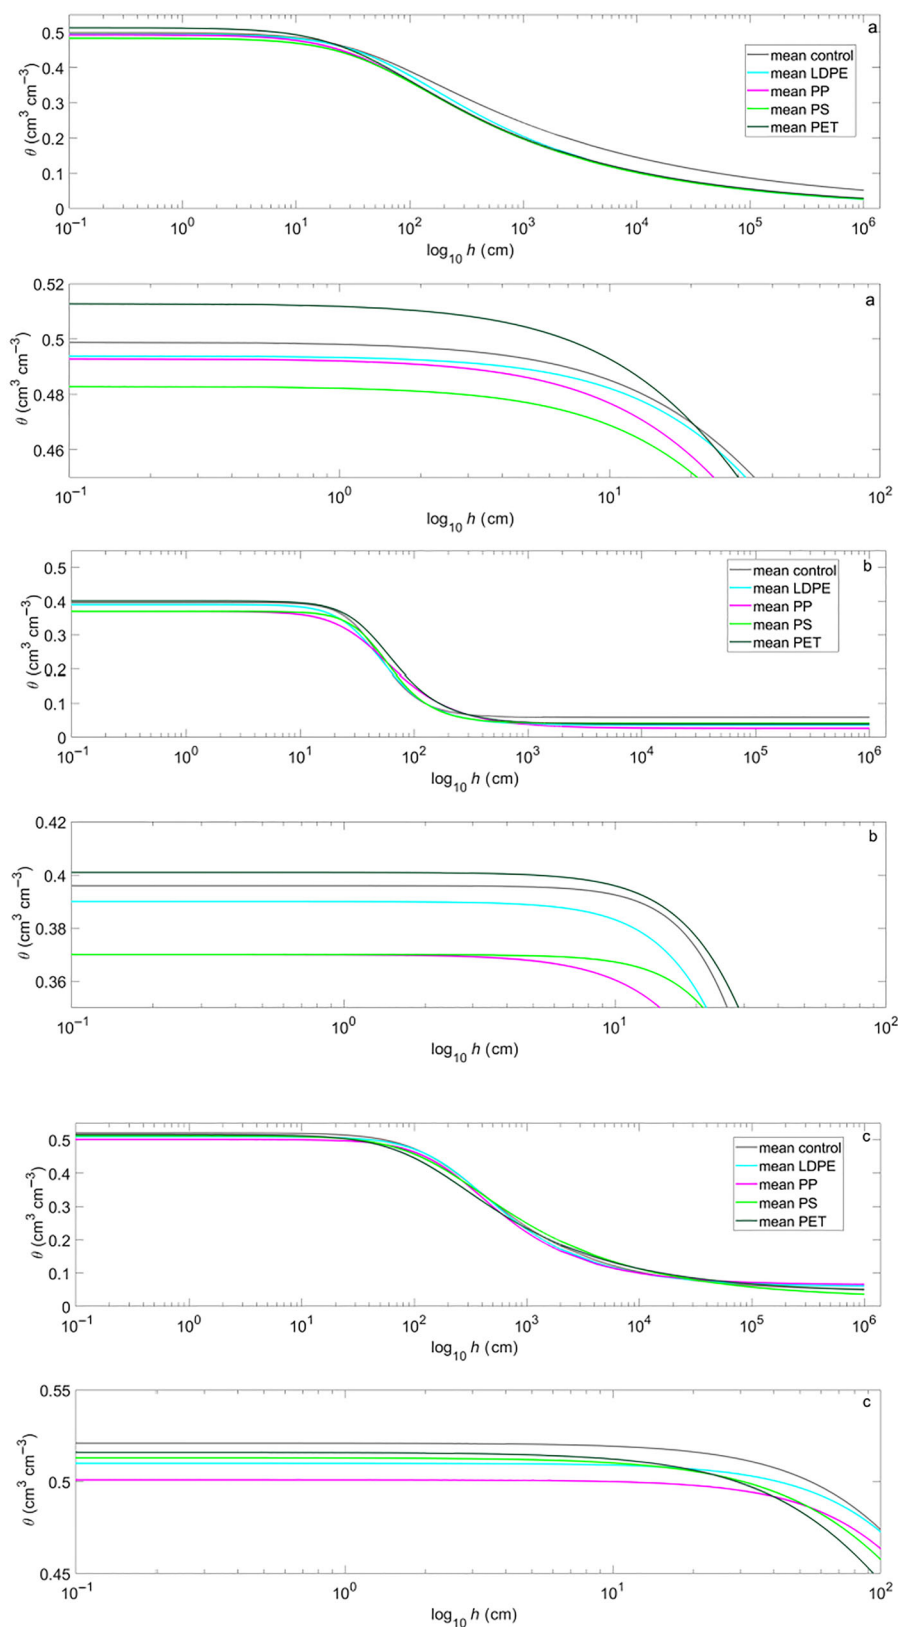 a
0.5
0.4
0.3
0.2
0.1
0
θ (cm³ cm⁻³)
mean control
mean LDPE
mean PP
mean PS
mean PET
10⁻¹ 10⁰ 10¹ 10² 10³ 10⁴ 10⁵ 10⁶
log₁₀ h (cm)
a
0.52
0.5
0.48
0.46
θ (cm³ cm⁻³)
10⁻¹ 10⁰ 10¹ 10²
log₁₀ h (cm)
b
0.5
0.4
0.3
0.2
0.1
0
θ (cm³ cm⁻³)
mean control
mean LDPE
mean PP
mean PS
mean PET
10⁻¹ 10⁰ 10¹ 10² 10³ 10⁴ 10⁵ 10⁶
log₁₀ h (cm)
b
0.42
0.4
0.38
0.36
θ (cm³ cm⁻³)
10⁻¹ 10⁰ 10¹ 10²
log₁₀ h (cm)
c
0.5
0.4
0.3
0.2
0.1
0
θ (cm³ cm⁻³)
mean control
mean LDPE
mean PP
mean PS
mean PET
10⁻¹ 10⁰ 10¹ 10² 10³ 10⁴ 10⁵ 10⁶
log₁₀ h (cm)
c
0.55
0.5
0.45
θ (cm³ cm⁻³)
10⁻¹ 10⁰ 10¹ 10²
log₁₀ h (cm)